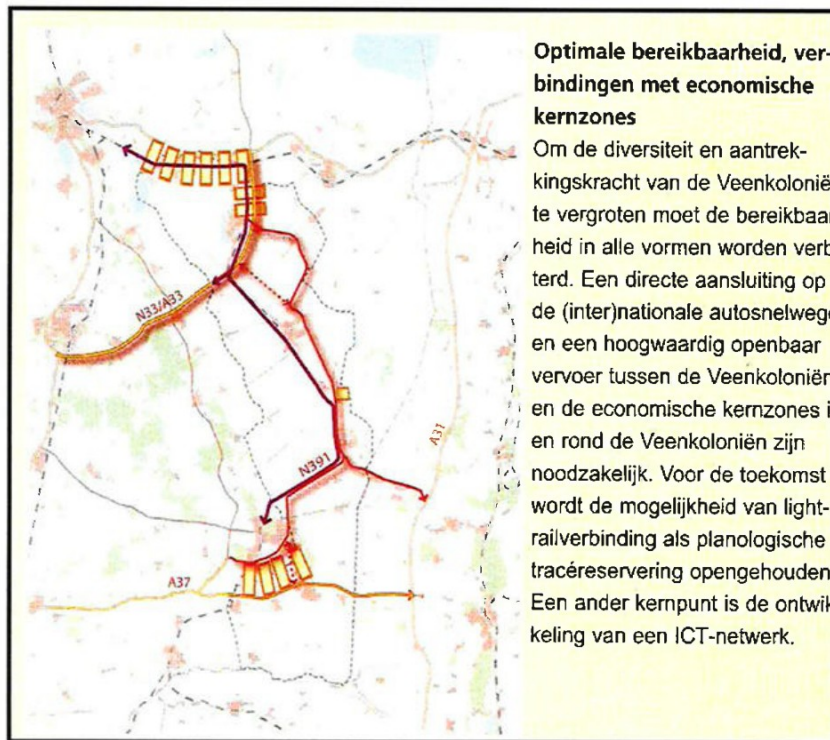 Optimale bereikbaarheid, ver-
bindingen met economische
kernzones
Om de diversiteit en aantrek-
kingskracht van de Veenkolonië
te vergroten moet de bereikbaar
heid in alle vormen worden verb
terd. Een directe aansluiting op
de (inter)nationale autosnelwege
en een hoogwaardig openbaar
vervoer tussen de Veenkoloniën
en de economische kernzones i
en rond de Veenkoloniën zijn
noodzakelijk. Voor de toekomst
wordt de mogelijkheid van light-
railverbinding als planologische
tracéreservering opengehouden
Een ander kernpunt is de ontwik
keling van een ICT-netwerk.
N33/A33
A31
N391
A37